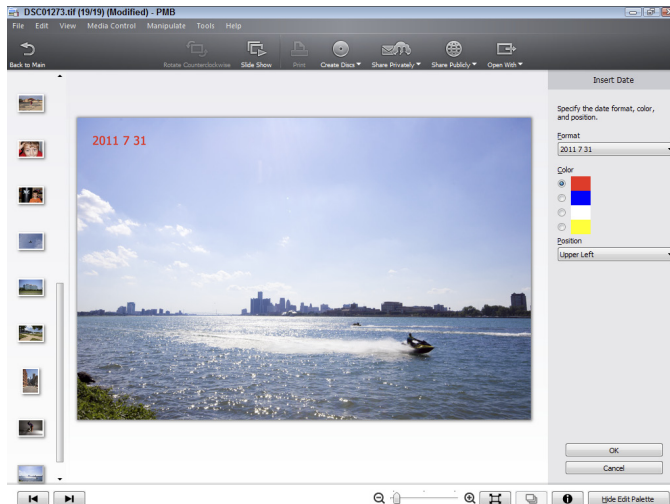 DSC01273.tif (19/19) (Modified) - PMB
File Edit View Media Control Manipulate Tools Help
Back to Main Rotate Counterclockwise Slide Show Print Create Discs Share Privately Share Publicly Open With
Insert Date
Specify the date format, color,
and position.
Format
2011 7 31
Color
Position
Upper Left
2011 7 31
OK
Cancel
Hide Edit Palette